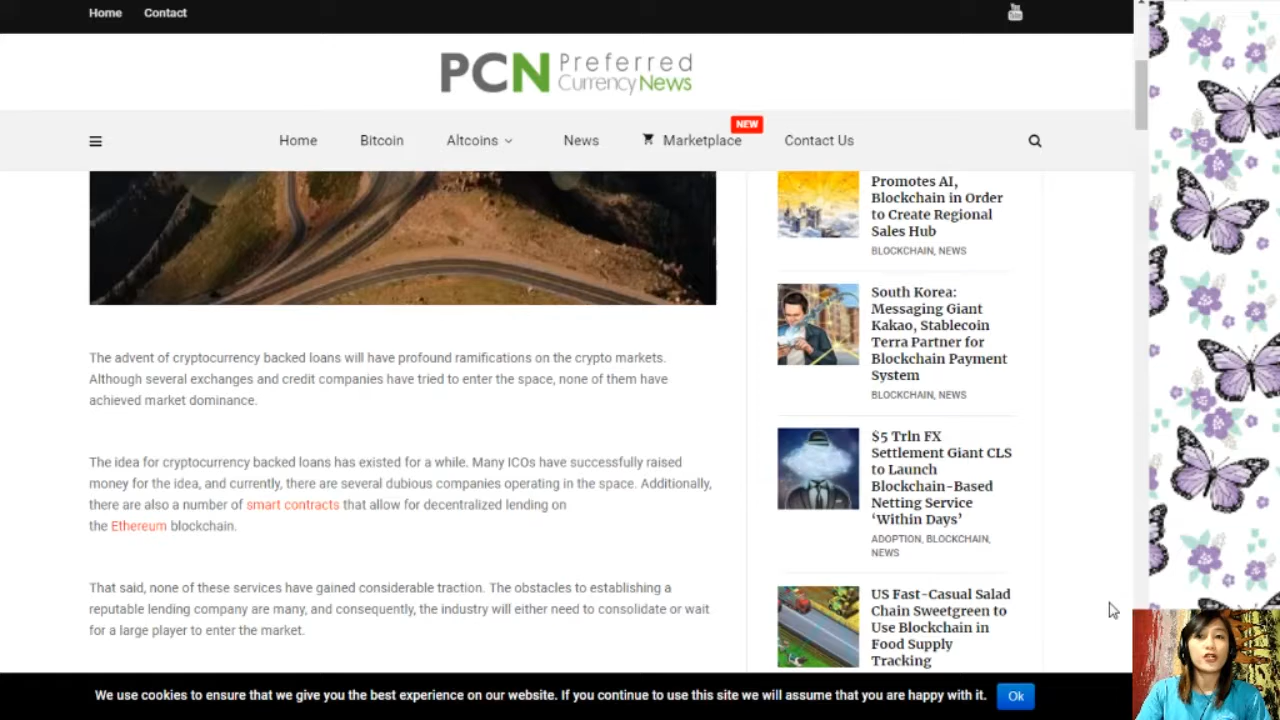 Home Contact
You Tube
PCN Preferred
CurrencyNews
NEW
Home Bitcoin Altcoins News Marketplace Contact Us
The advent of cryptocurrency backed loans will have profound ramifications on the crypto markets.
Although several exchanges and credit companies have tried to enter the space, none of them have
achieved market dominance.
The idea for cryptocurrency backed loans has existed for a while. Many ICOs have successfully raised
money for the idea, and currently, there are several dubious companies operating in the space. Additionally,
there are also a number of smart contracts that allow for decentralized lending on
the Ethereum blockchain.
That said, none of these services have gained considerable traction. The obstacles to establishing a
reputable lending company are many, and consequently, the industry will either need to consolidate or wait
for a large player to enter the market.
Promotes AI,
Blockchain in Order
to Create Regional
Sales Hub
BLOCKCHAIN, NEWS
South Korea:
Messaging Giant
Kakao, Stablecoin
Terra Partner for
Blockchain Payment
System
BLOCKCHAIN, NEWS
$5 Trln FX
Settlement Giant CLS
to Launch
Blockchain-Based
Netting Service
‘Within Days’
ADOPTION, BLOCKCHAIN,
NEWS
US Fast-Casual Salad
Chain Sweetgreen to
Use Blockchain in
Food Supply
Tracking
We use cookies to ensure that we give you the best experience on our website. If you continue to use this site we will assume that you are happy with it. Ok